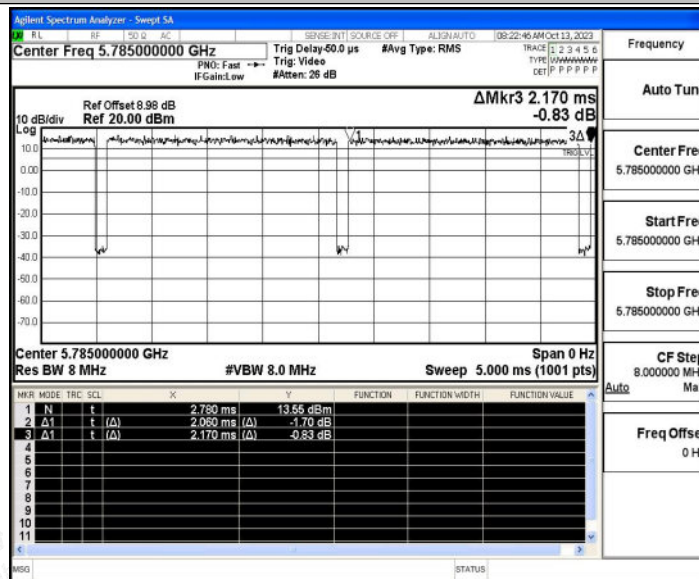 Agilent Spectrum Analyzer - Swept SA
RL RF 50 Ω AC SENSE:INT SOURCE OFF ALIGNAUTO 08:22:46 AM Oct 13, 2023
Center Freq 5.785000000 GHz
PNO: Fast
IFGain:Low
Trig Delay-50.0 µs
Trig: Video
#Atten: 26 dB
#Avg Type: RMS
TRACE 1 2 3 4 5 6
TYPE
DET P P P P P P
Ref Offset 8.98 dB
Ref 20.00 dBm
ΔMkr3 2.170 ms
-0.83 dB
10 dB/div
Log
10.0
0.00
-10.0
-20.0
-30.0
-40.0
-50.0
-60.0
-70.0
1
3Δ
TRIG LVL
Center 5.785000000 GHz
Span 0 Hz
Res BW 8 MHz
#VBW 8.0 MHz
Sweep 5.000 ms (1001 pts)
MKR MODE TRC SCL X Y FUNCTION FUNCTION WIDTH FUNCTION VALUE
1 N t 2.780 ms 13.55 dBm
2 Δ1 t (Δ) 2.060 ms (Δ) -1.70 dB
3 Δ1 t (Δ) 2.170 ms (Δ) -0.83 dB
4
5
6
7
8
9
10
11
MSG
STATUS
Frequency
Auto Tun
Center Fre
5.785000000 GH
Start Fre
5.785000000 GH
Stop Fre
5.785000000 GH
CF Step
8.000000 MH
Auto Ma
Freq Offse
0 H